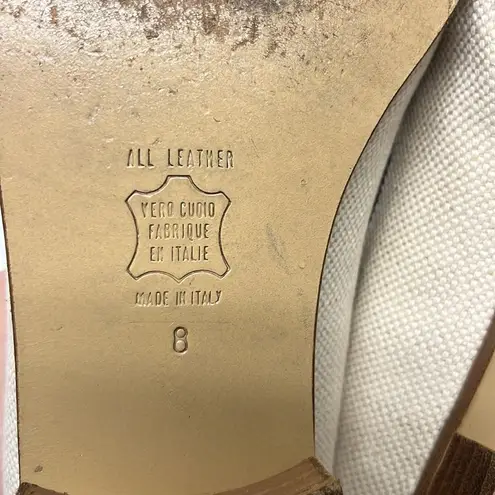 ALL LEATHER
VERO CUOIO
FABRIQUE
EN ITALIE
MADE IN ITALY
8